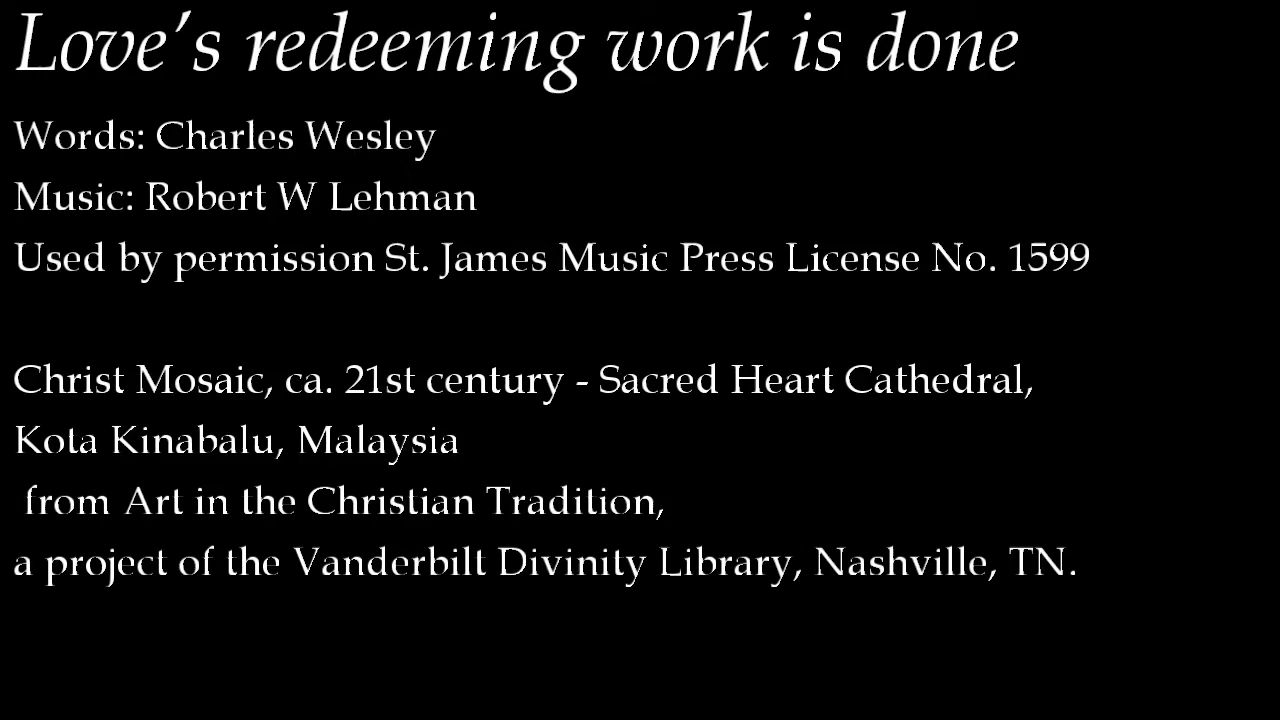 Love’s redeeming work is done
Words: Charles Wesley
Music: Robert W Lehman
Used by permission St. James Music Press License No. 1599
Christ Mosaic, ca. 21st century - Sacred Heart Cathedral,
Kota Kinabalu, Malaysia
from Art in the Christian Tradition,
a project of the Vanderbilt Divinity Library, Nashville, TN.